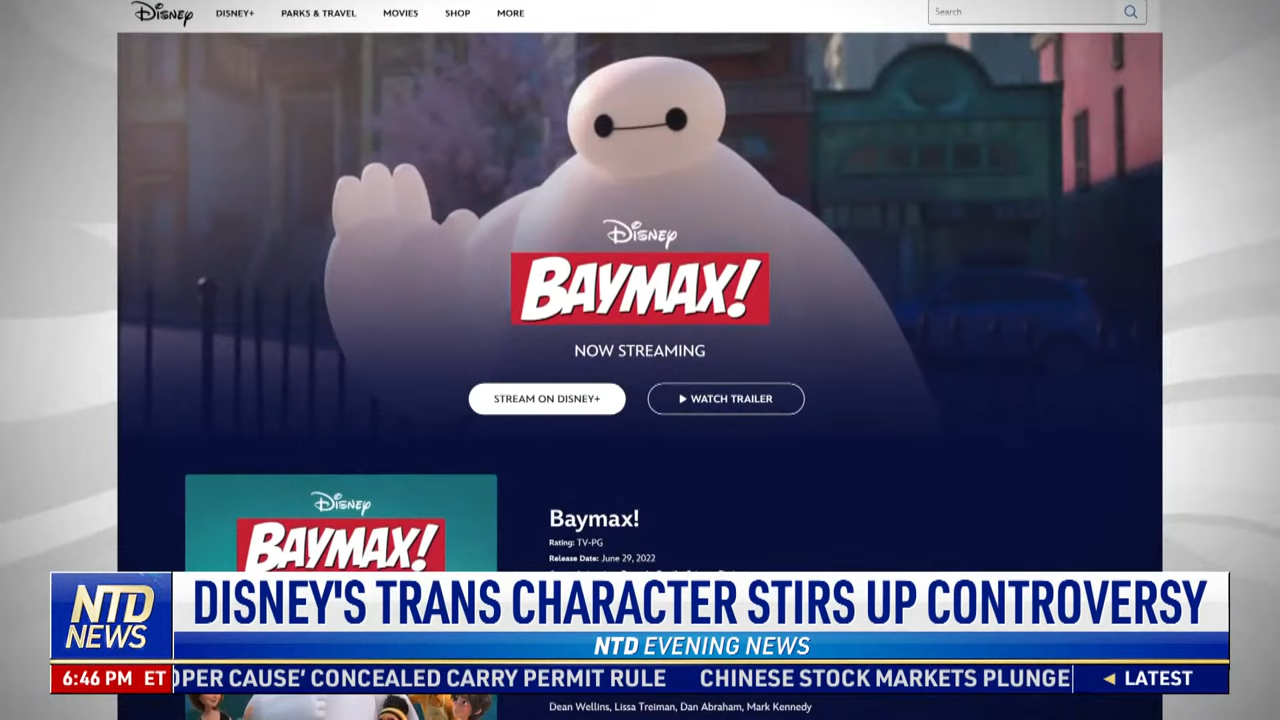 Disney DISNEY+ PARKS & TRAVEL MOVIES SHOP MORE Search
Disney
BAYMAX!
NOW STREAMING
STREAM ON DISNEY+ WATCH TRAILER
Disney
BAYMAX!
Baymax!
Rating: TV-PG
Release Date: June 29, 2022
NTD
NEWS
DISNEY'S TRANS CHARACTER STIRS UP CONTROVERSY
NTD EVENING NEWS
6:46 PM ET OPER CAUSE' CONCEALED CARRY PERMIT RULE CHINESE STOCK MARKETS PLUNGE LATEST
Dean Wellins, Lissa Treiman, Dan Abraham, Mark Kennedy